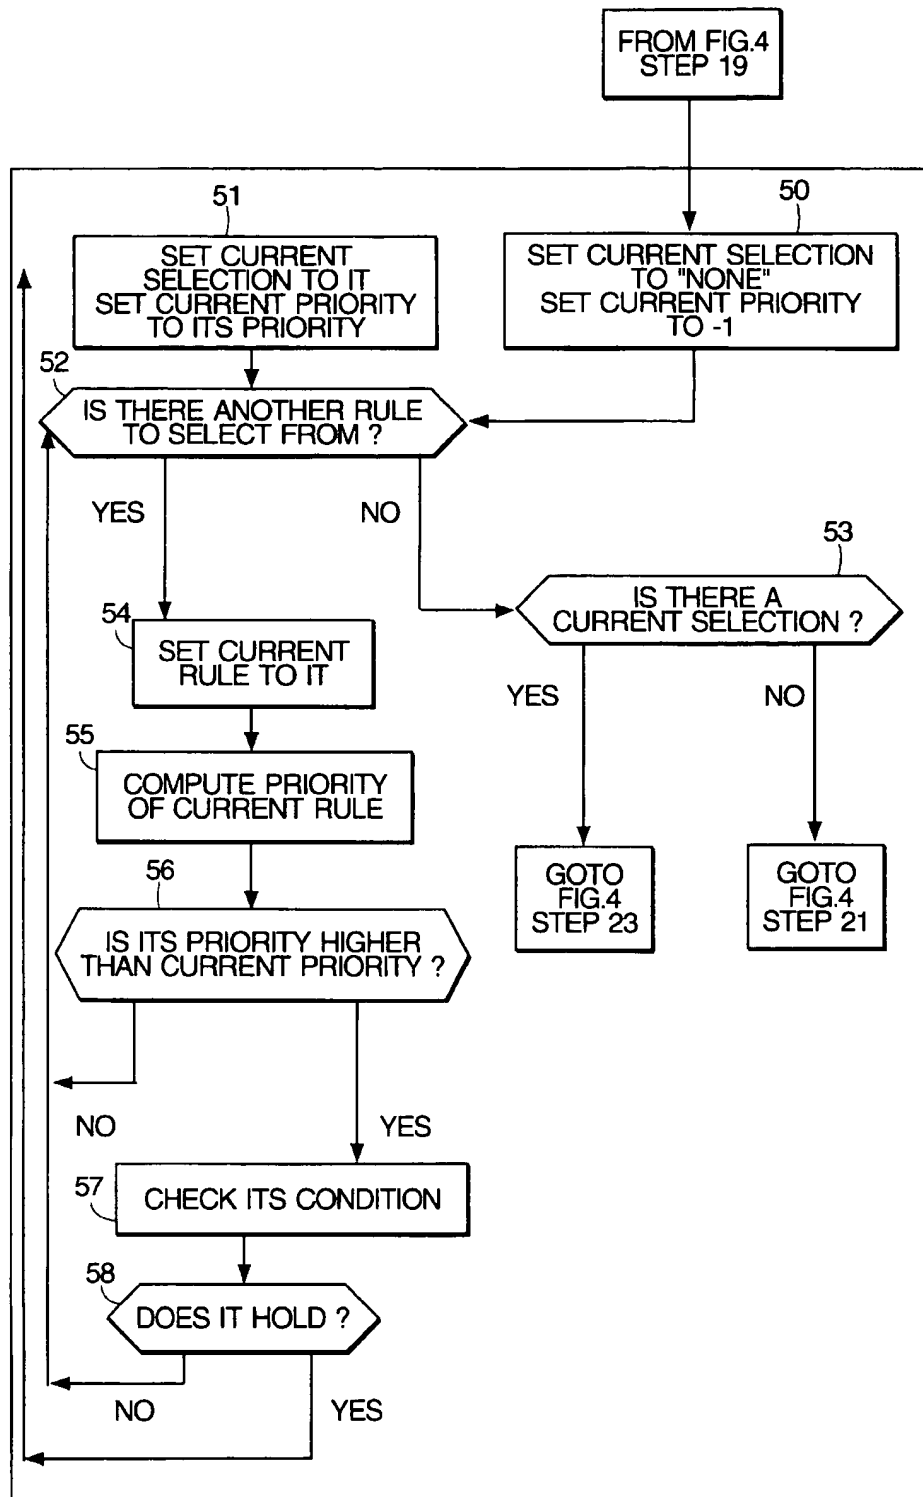 FROM FIG.4
STEP 19
51
50
SET CURRENT
SELECTION TO IT
SET CURRENT PRIORITY
TO ITS PRIORITY
SET CURRENT SELECTION
TO "NONE"
SET CURRENT PRIORITY
TO -1
52
IS THERE ANOTHER RULE
TO SELECT FROM ?
YES
NO
53
IS THERE A
CURRENT SELECTION ?
54
SET CURRENT
RULE TO IT
YES
NO
55
COMPUTE PRIORITY
OF CURRENT RULE
GOTO
FIG.4
STEP 23
GOTO
FIG.4
STEP 21
56
IS ITS PRIORITY HIGHER
THAN CURRENT PRIORITY ?
NO
YES
57
CHECK ITS CONDITION
58
DOES IT HOLD ?
NO
YES